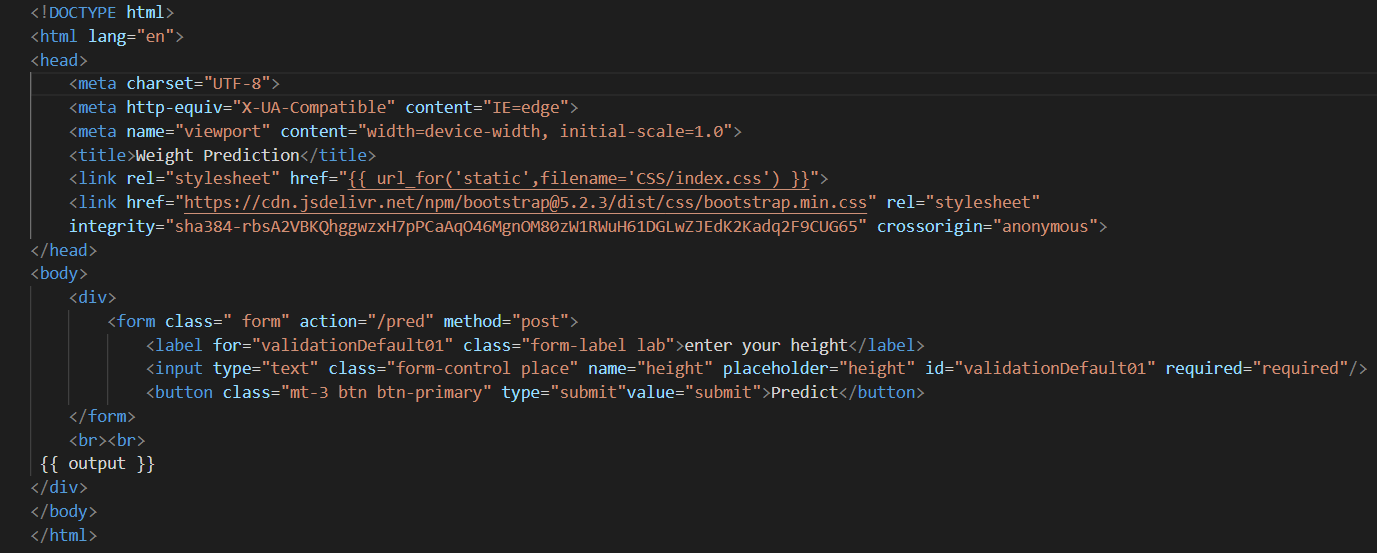 <!DOCTYPE html>
<html lang="en">
<head>
    <meta charset="UTF-8">
    <meta http-equiv="X-UA-Compatible" content="IE=edge">
    <meta name="viewport" content="width=device-width, initial-scale=1.0">
    <title>Weight Prediction</title>
    <link rel="stylesheet" href="{{ url_for('static',filename='CSS/index.css') }}">
    <link href="https://cdn.jsdelivr.net/npm/bootstrap@5.2.3/dist/css/bootstrap.min.css" rel="stylesheet"
    integrity="sha384-rbsA2VBKQhggwzxH7pPCaAqO46MgnOM80zW1RWuH61DGLwZJEdK2Kadq2F9CUG65" crossorigin="anonymous">
</head>
<body>
    <div>
        <form class=" form" action="/pred" method="post">
            <label for="validationDefault01" class="form-label lab">enter your height</label>
            <input type="text" class="form-control place" name="height" placeholder="height" id="validationDefault01" required="required"/>
            <button class="mt-3 btn btn-primary" type="submit"value="submit">Predict</button>
    </form>
    <br><br>
 {{ output }}
</div>
</body>
</html>